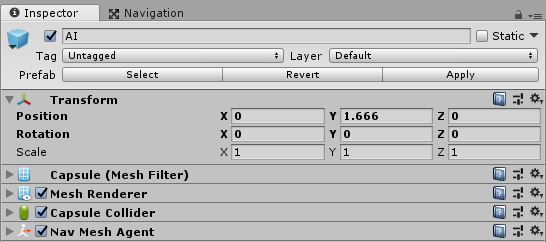 Inspector Navigation
AI Static
Tag Untagged Layer Default
Prefab Select Revert Apply
Transform
Position X 0 Y 1.666 Z 0
Rotation X 0 Y 0 Z 0
Scale X 1 Y 1 Z 1
Capsule (Mesh Filter)
Mesh Renderer
Capsule Collider
Nav Mesh Agent